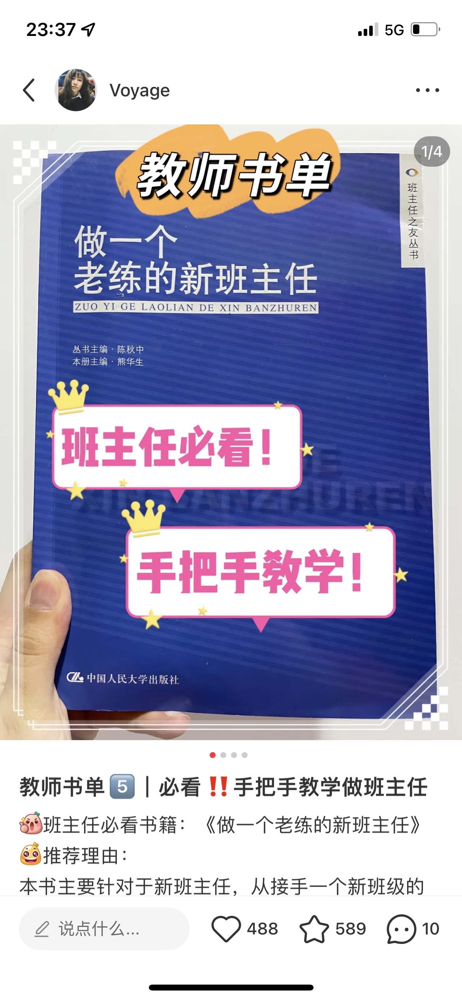 23:37
5G
Voyage
1/4
教师书单
班主任之友丛书
做一个
老练的新班主任
ZUO YI GE LAOLIAN DE XIN BANZHUREN
丛书主编·陈秋中
本册主编·熊华生
班主任必看！
DE
XIN BANZHUREN
手把手教学！
中国人民大学出版社
教师书单5️⃣｜必看‼️手把手教学做班主任
班主任必看书籍：《做一个老练的新班主任》
推荐理由：
本书主要针对于新班主任，从接手一个新班级的
说点什么...
488
589
10